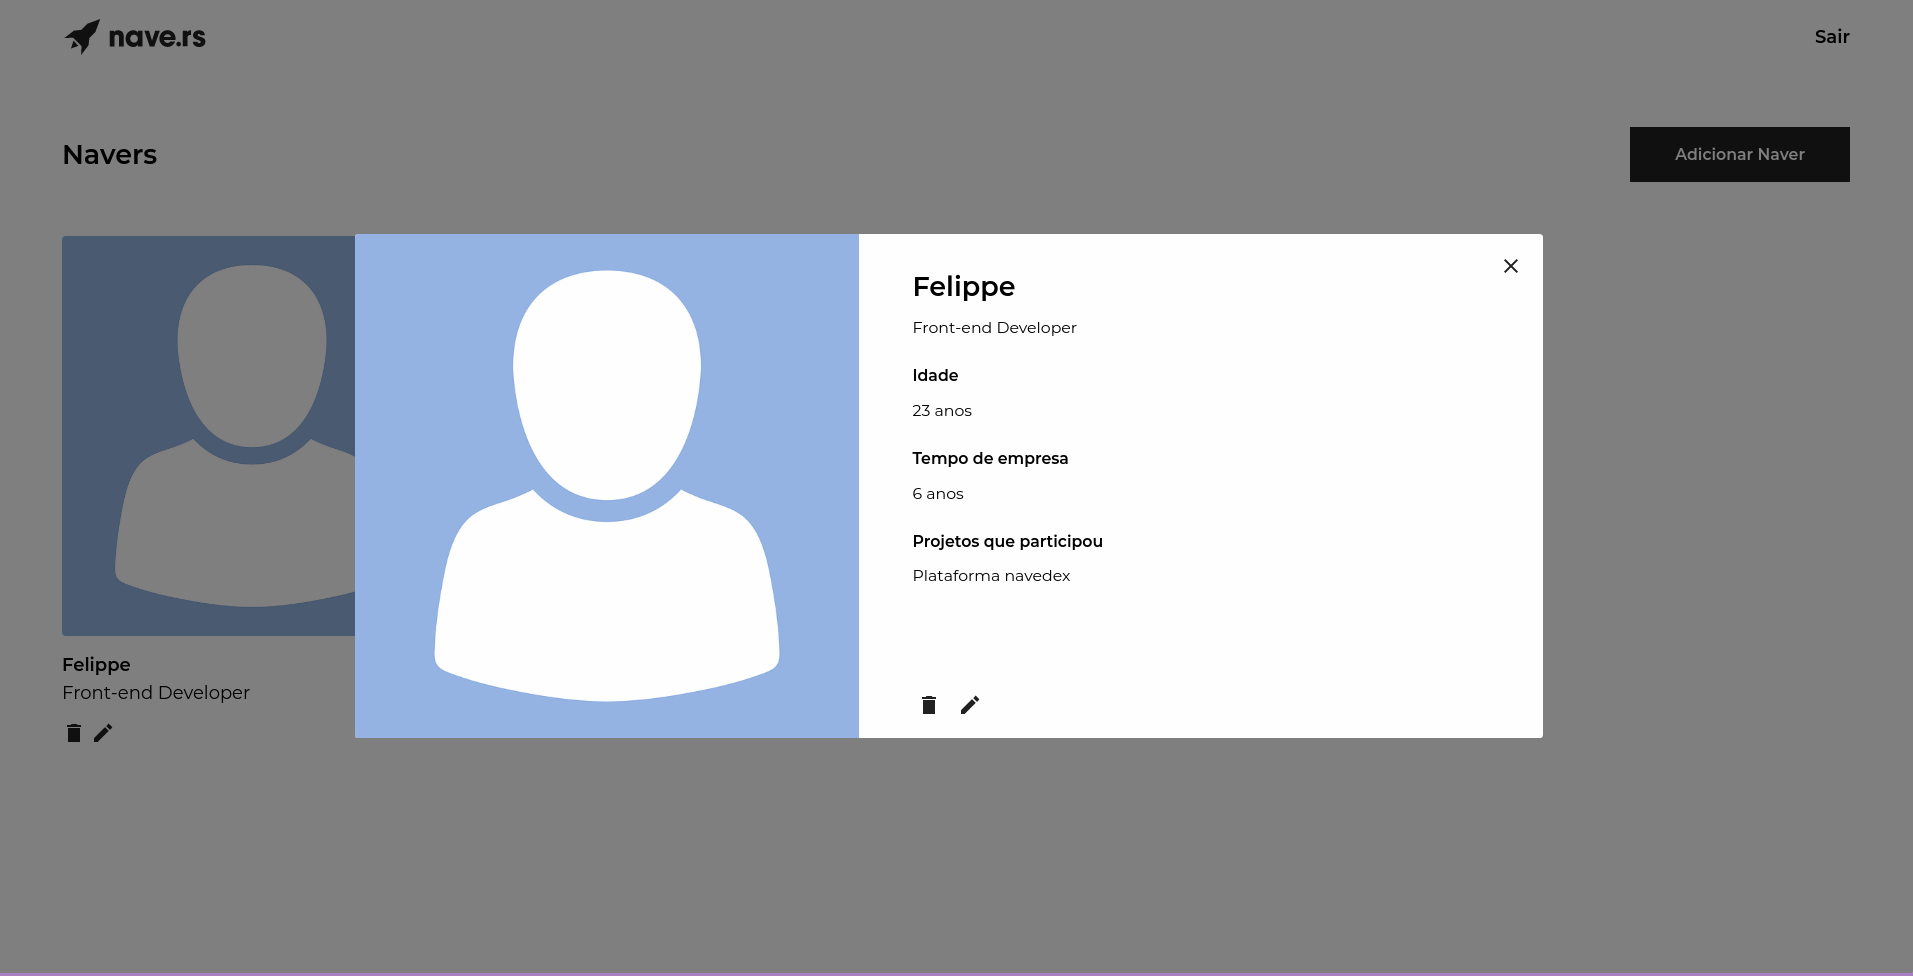 nave.rs
Sair
Navers
Adicionar Naver
Felippe
Front-end Developer
Felippe
Front-end Developer
Idade
23 anos
Tempo de empresa
6 anos
Projetos que participou
Plataforma navedex